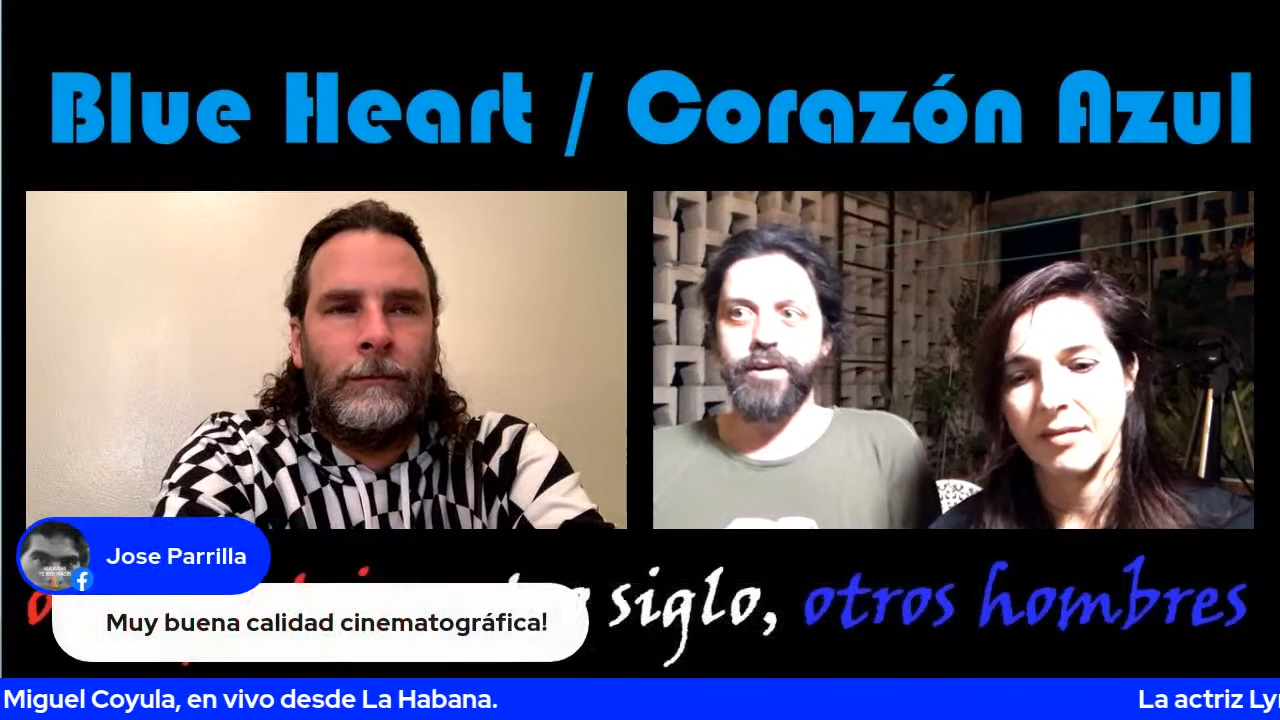 Blue Heart / Corazón Azul
Jose Parrilla
Muy buena calidad cinematográfica!
siglo, otros hombres
Miguel Coyula, en vivo desde La Habana.
La actriz Lyn